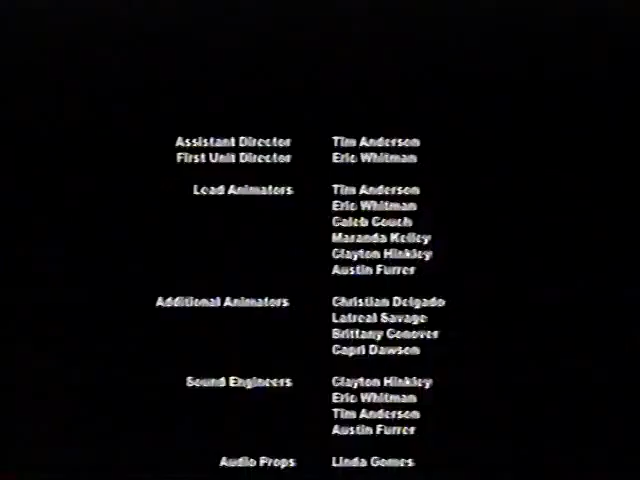 Assistant Director Tim Anderson
First Unit Director Eric Whitman
Lead Animators Tim Anderson
Eric Whitman
Caleb Couch
Maranda Kelley
Clayton Hinkley
Austin Furrer
Additional Animators Christian Delgado
Latreal Savage
Brittany Conover
Capri Dawson
Sound Engineers Clayton Hinkley
Eric Whitman
Tim Anderson
Austin Furrer
Audio Props Linda Gomes